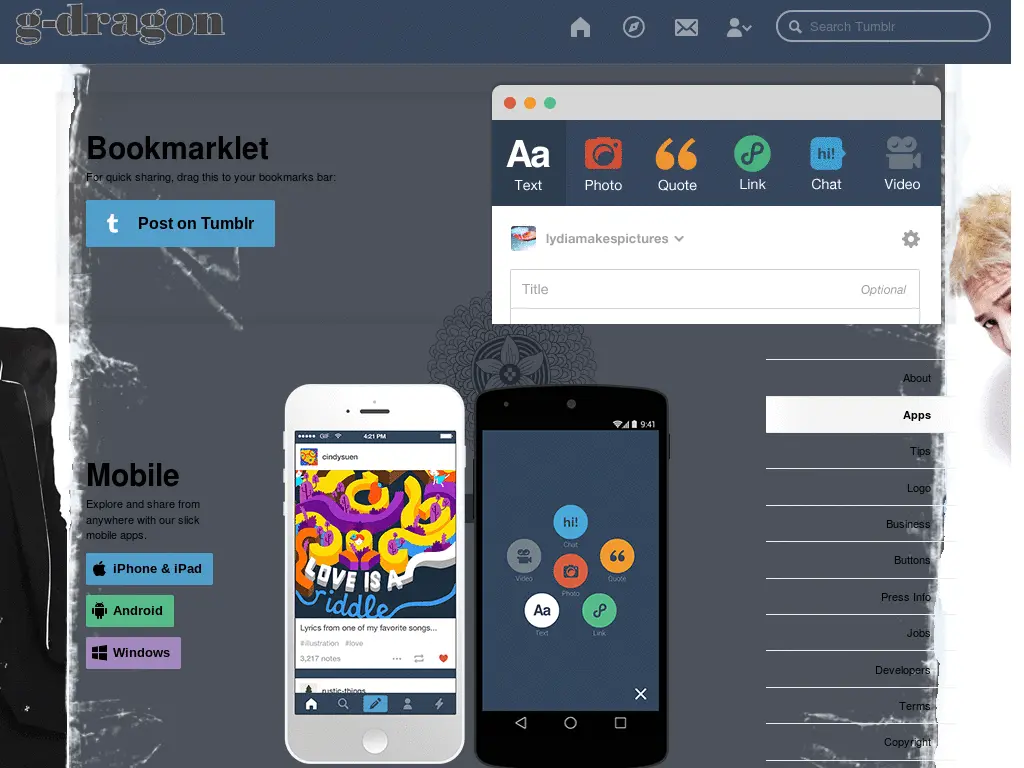 g-dragon
Search Tumblr
Bookmarklet
For quick sharing, drag this to your bookmarks bar:
t Post on Tumblr
Aa
Text
Photo
Quote
Link
hi!
Chat
Video
lydiamakespictures
Title
Optional
About
Apps
Tips
Logo
Business
Buttons
Press Info
Jobs
Developers
Terms
Copyright
Mobile
Explore and share from
anywhere with our slick
mobile apps.
iPhone & iPad
Android
Windows
GIF 4:21 PM
cindysuen
LOVE IS A
riddle
Lyrics from one of my favorite songs...
#illustration #love
3,217 notes
rustic-things
9:41
hi!
Chat
Video
Quote
Photo
Aa
Text
Link